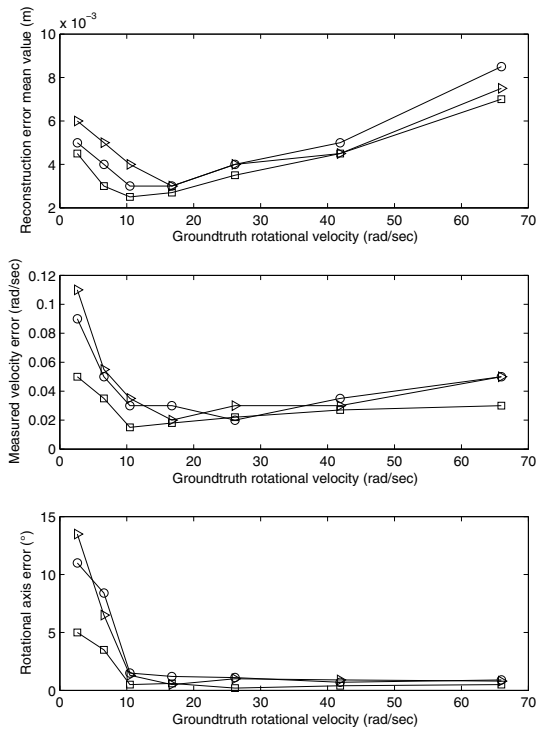 x 10⁻³
Reconstruction error mean value (m)
10
8
6
4
2
0 10 20 30 40 50 60 70
Groundtruth rotational velocity (rad/sec)
Measured velocity error (rad/sec)
0.12
0.1
0.08
0.06
0.04
0.02
0
0 10 20 30 40 50 60 70
Groundtruth rotational velocity (rad/sec)
Rotational axis error (°)
15
10
5
0
0 10 20 30 40 50 60 70
Groundtruth rotational velocity (rad/sec)